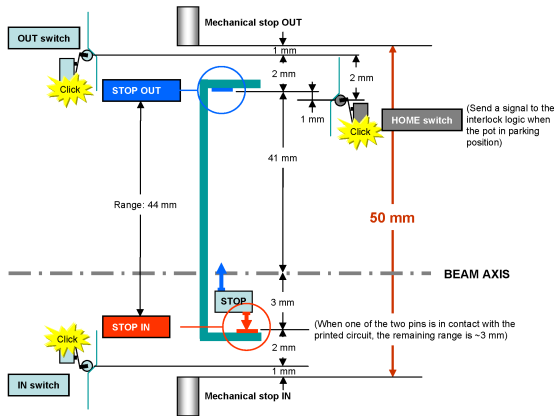 Mechanical stop OUT
OUT switch
1 mm
2 mm
2 mm
Click
STOP OUT
1 mm
Click
HOME switch
(Send a signal to the
interlock logic when
the pot in parking
position)
41 mm
Range: 44 mm
50 mm
BEAM AXIS
STOP
3 mm
STOP IN
(When one of the two pins is in contact with the
printed circuit, the remaining range is ~3 mm)
Click
2 mm
1 mm
IN switch
Mechanical stop IN